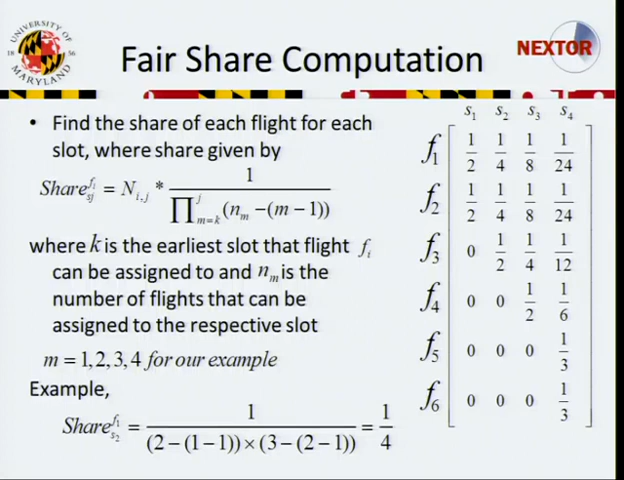 UNIVERSITY OF
18 56
MARYLAND
Fair Share Computation
NEXTOR
• Find the share of each flight for each
slot, where share given by
Share^{f_i}_{sj} = N_{i,j} * 1 / ∏^{j}_{m=k} (n_m −(m−1))
where k is the earliest slot that flight f_i
can be assigned to and n_m is the
number of flights that can be
assigned to the respective slot
m = 1,2,3,4 for our example
Example,
Share^{f_1}_{s_2} = 1 / (2−(1−1))×(3−(2−1)) = 1/4
s_1 s_2 s_3 s_4
f_1 1/2 1/4 1/8 1/24
f_2 1/2 1/4 1/8 1/24
f_3 0 1/2 1/4 1/12
f_4 0 0 1/2 1/6
f_5 0 0 0 1/3
f_6 0 0 0 1/3